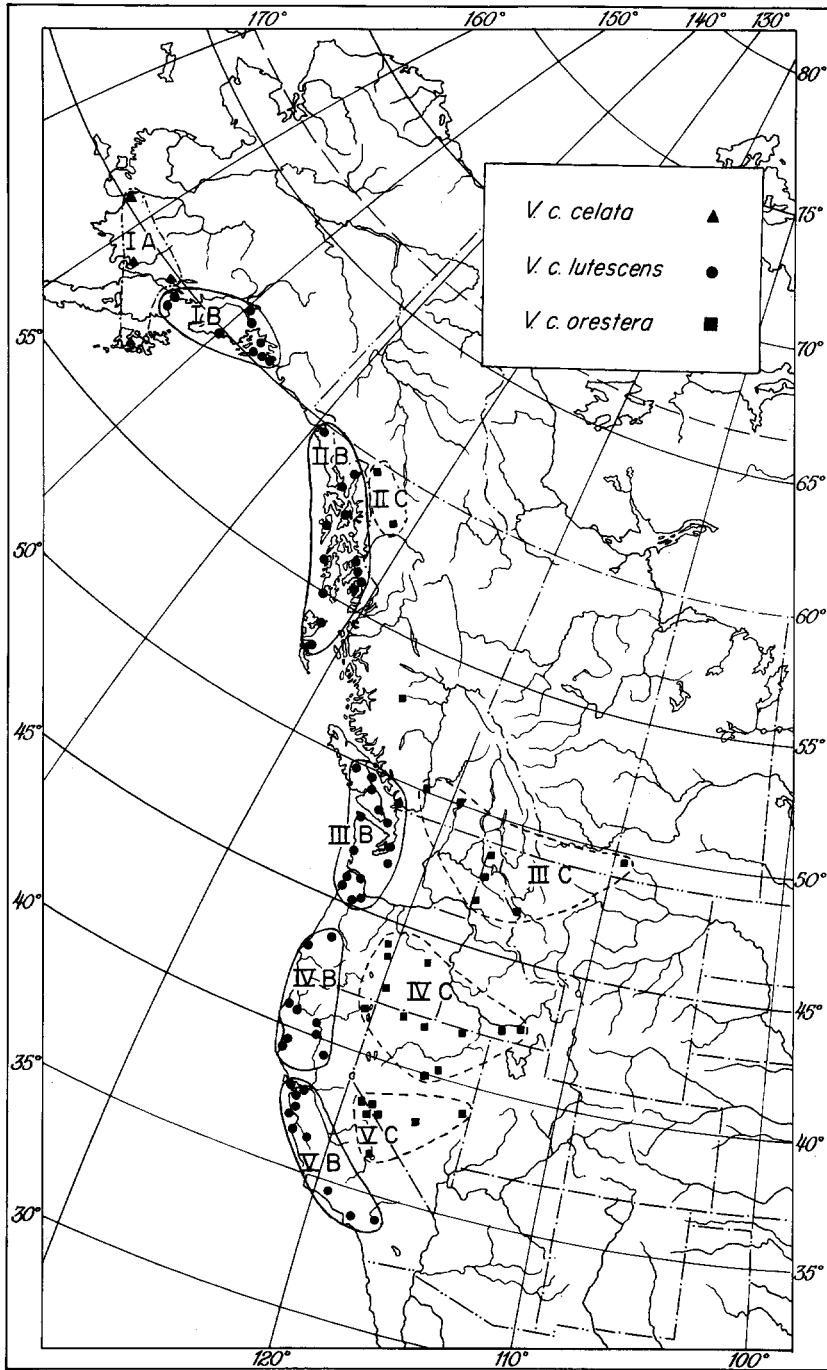 170° 160° 150° 140° 130°
80°
75°
70°
65°
60°
55°
50°
45°
40°
35°
V. c. celata
V. c. lutescens
V. c. orestera
I A
I B
II B
II C
III B
III C
IV B
IV C
V B
V C
55°
50°
45°
40°
35°
30°
120° 110° 100°